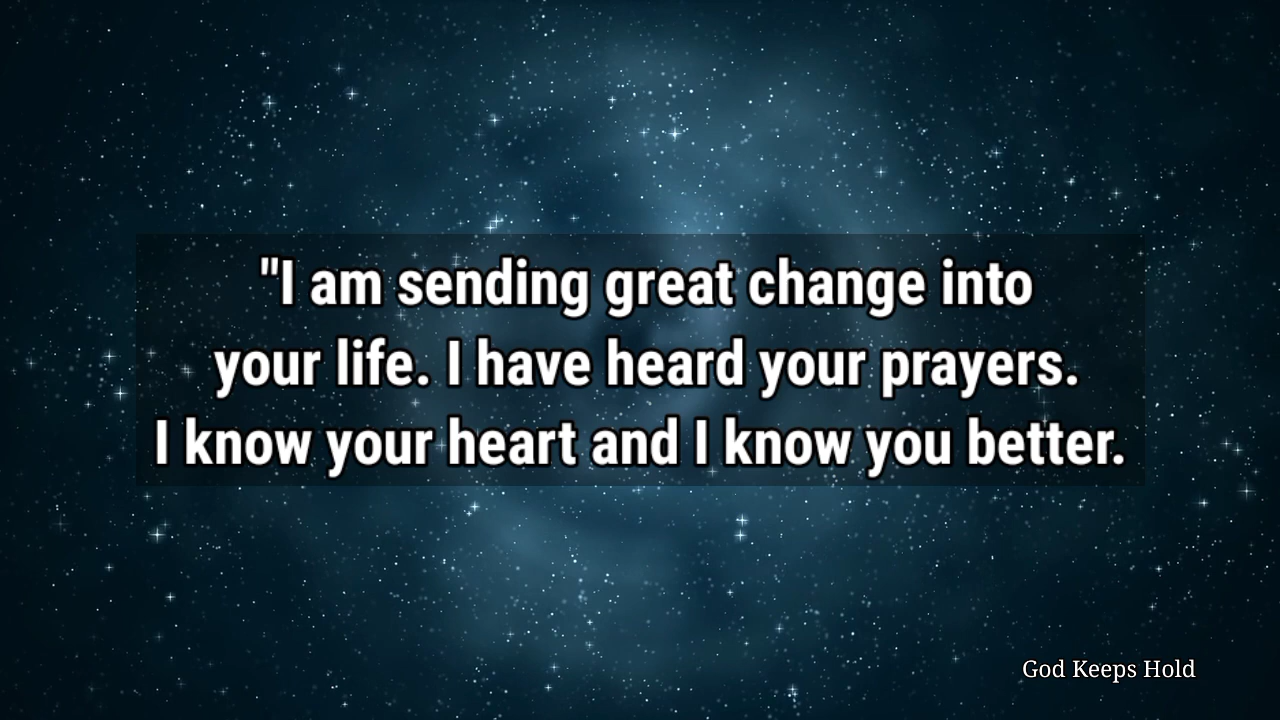 "I am sending great change into
your life. I have heard your prayers.
I know your heart and I know you better.
God Keeps Hold